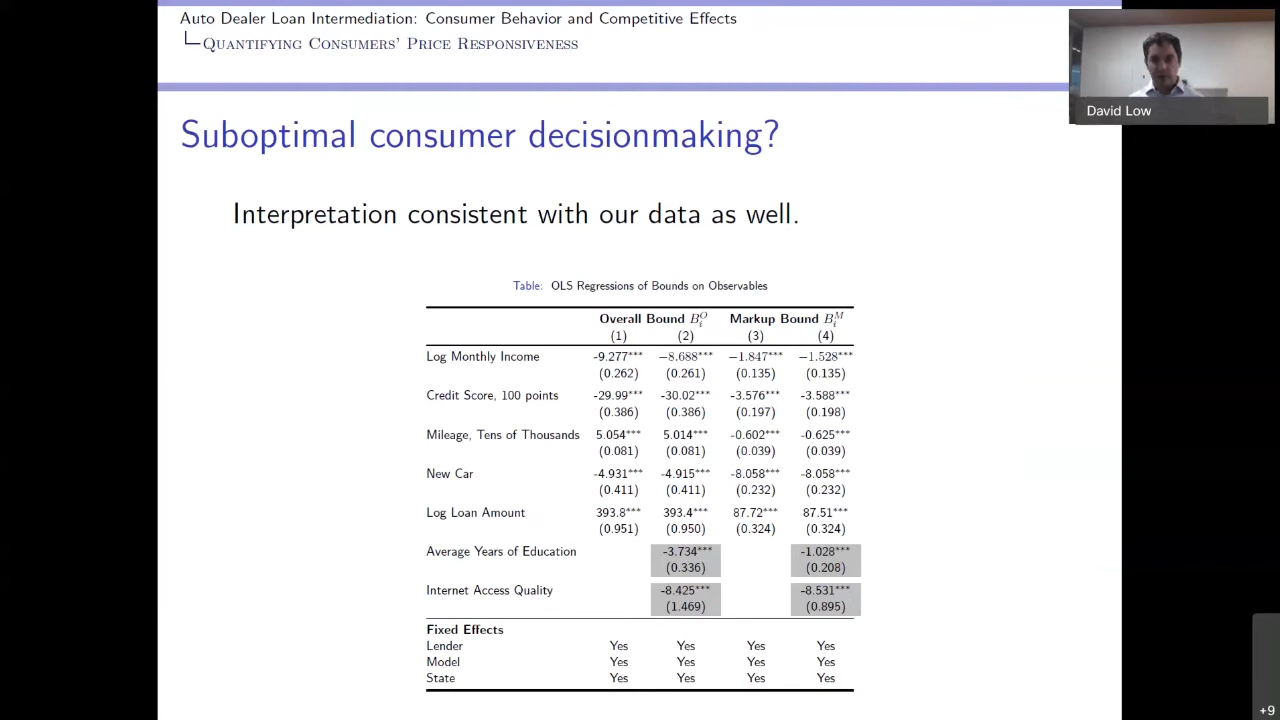 Auto Dealer Loan Intermediation: Consumer Behavior and Competitive Effects
Quantifying Consumers' Price Responsiveness
David Low
Suboptimal consumer decisionmaking?
Interpretation consistent with our data as well.
Table: OLS Regressions of Bounds on Observables
Overall Bound B_i^O Markup Bound B_i^M
(1) (2) (3) (4)
Log Monthly Income -9.277*** −8.688*** −1.847*** −1.528***
(0.262) (0.261) (0.135) (0.135)
Credit Score, 100 points -29.99*** -30.02*** -3.576*** -3.588***
(0.386) (0.386) (0.197) (0.198)
Mileage, Tens of Thousands 5.054*** 5.014*** -0.602*** -0.625***
(0.081) (0.081) (0.039) (0.039)
New Car -4.931*** -4.915*** -8.058*** -8.058***
(0.411) (0.411) (0.232) (0.232)
Log Loan Amount 393.8*** 393.4*** 87.72*** 87.51***
(0.951) (0.950) (0.324) (0.324)
Average Years of Education -3.734*** -1.028***
(0.336) (0.208)
Internet Access Quality -8.425*** -8.531***
(1.469) (0.895)
Fixed Effects
Lender Yes Yes Yes Yes
Model Yes Yes Yes Yes
State Yes Yes Yes Yes
+9